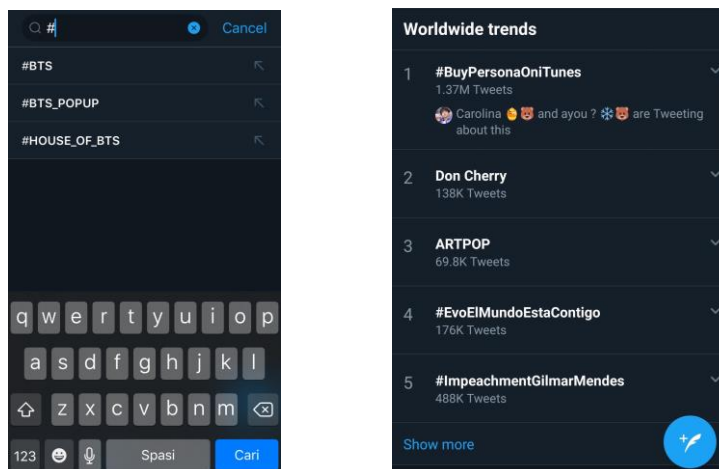 # Cancel
#BTS
#BTS_POPUP
#HOUSE_OF_BTS
q w e r t y u i o p
a s d f g h j k l
z x c v b n m
123 Spasi Cari
Worldwide trends
1 #BuyPersonaOniTunes
1.37M Tweets
Carolina 👶 🐻 and ayou ? ❄ 🐻 are Tweeting
about this
2 Don Cherry
138K Tweets
3 ARTPOP
69.8K Tweets
4 #EvoElMundoEstaContigo
176K Tweets
5 #ImpeachmentGilmarMendes
488K Tweets
Show more